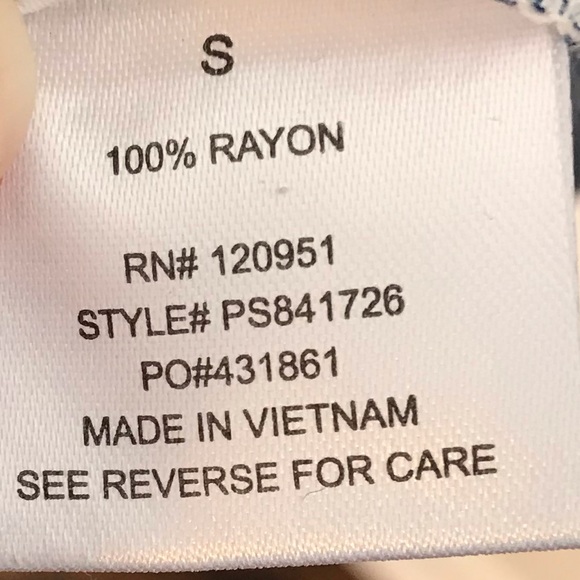 S
100% RAYON
RN# 120951
STYLE# PS841726
PO#431861
MADE IN VIETNAM
SEE REVERSE FOR CARE